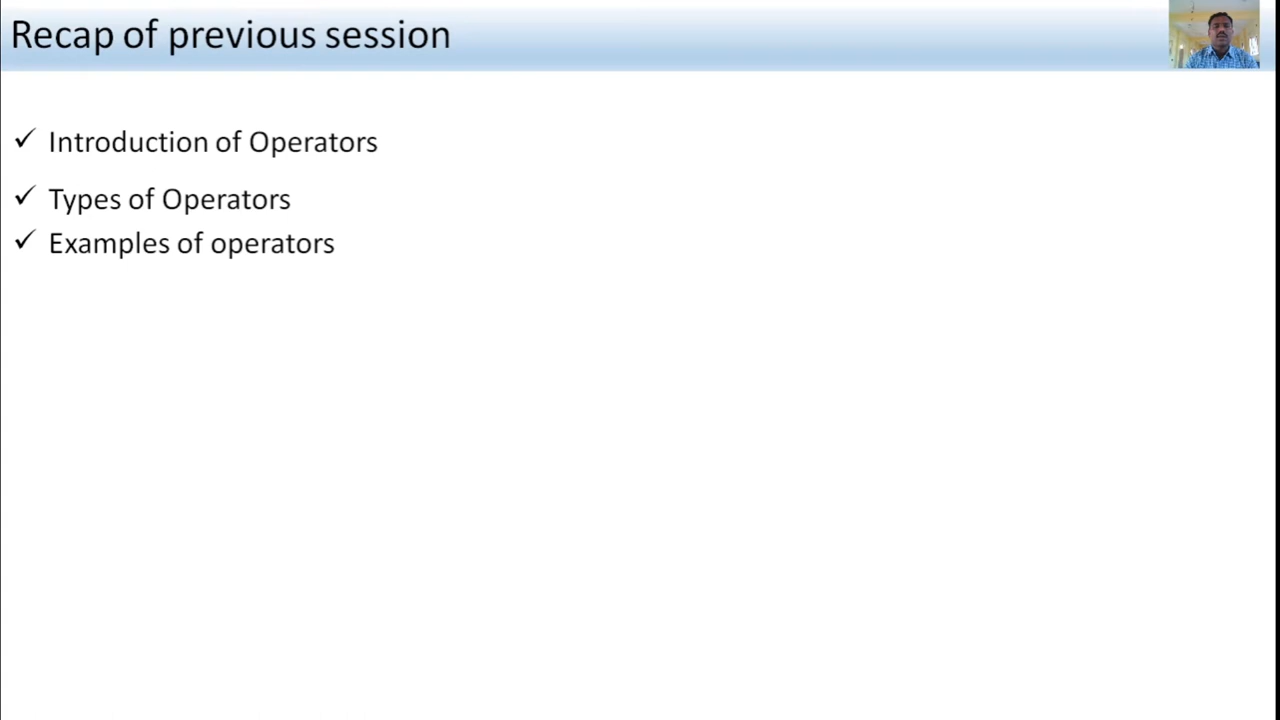 Recap of previous session
✓ Introduction of Operators
✓ Types of Operators
✓ Examples of operators